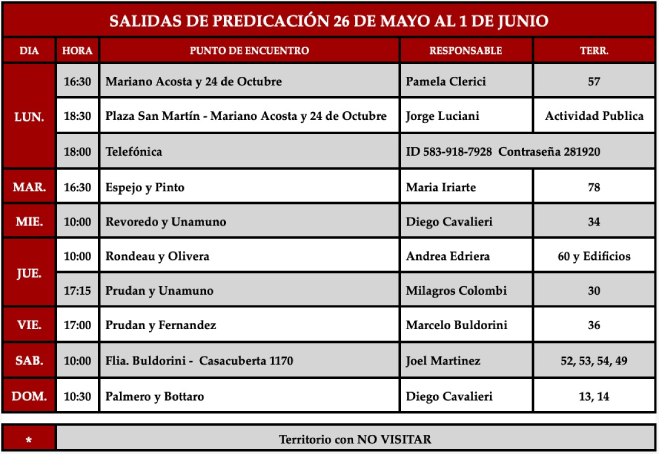 SALIDAS DE PREDICACIÓN 26 DE MAYO AL 1 DE JUNIO
DIA HORA PUNTO DE ENCUENTRO RESPONSABLE TERR.
LUN. 16:30 Mariano Acosta y 24 de Octubre Pamela Clerici 57
18:30 Plaza San Martín - Mariano Acosta y 24 de Octubre Jorge Luciani Actividad Publica
18:00 Telefónica ID 583-918-7928 Contraseña 281920
MAR. 16:30 Espejo y Pinto Maria Iriarte 78
MIE. 10:00 Revoredo y Unamuno Diego Cavalieri 34
JUE. 10:00 Rondeau y Olivera Andrea Edriera 60 y Edificios
17:15 Prudan y Unamuno Milagros Colombi 30
VIE. 17:00 Prudan y Fernandez Marcelo Buldorini 36
SAB. 10:00 Flia. Buldorini - Casacuberta 1170 Joel Martinez 52, 53, 54, 49
DOM. 10:30 Palmero y Bottaro Diego Cavalieri 13, 14
* Territorio con NO VISITAR